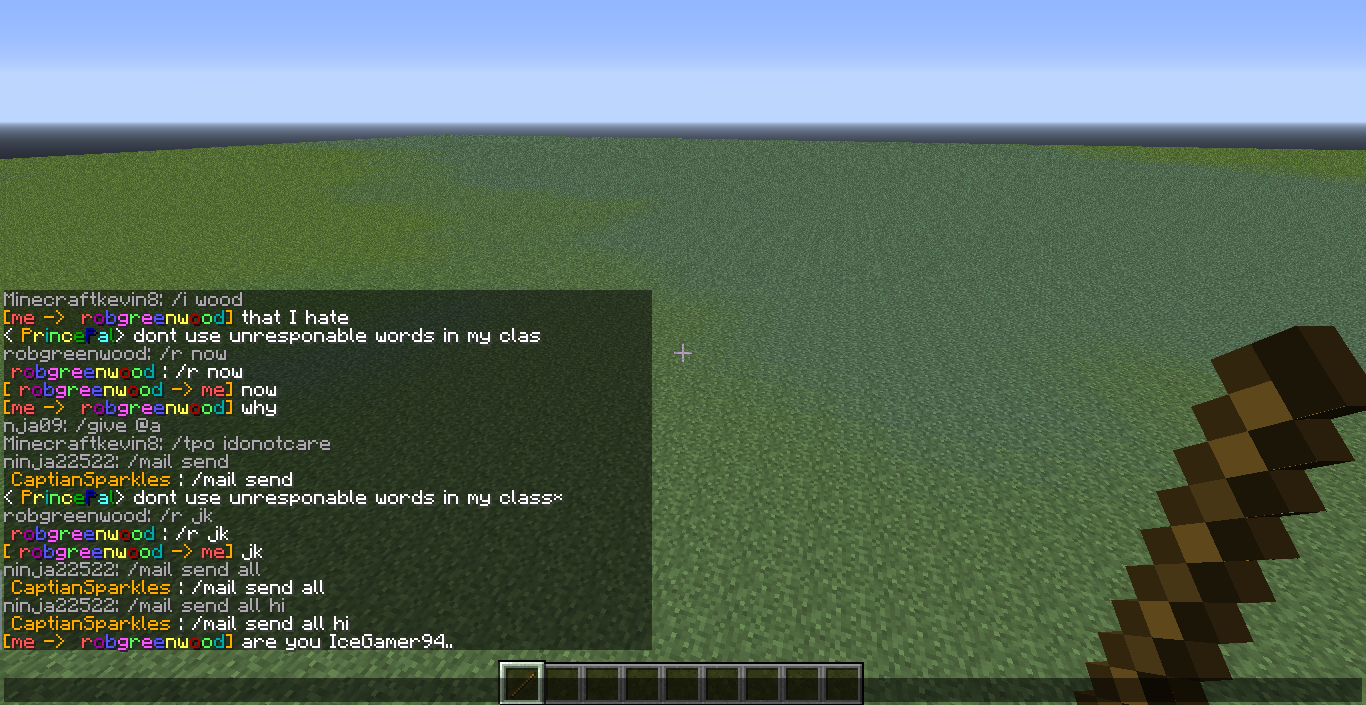 Minecraftkevin8: /i wood
[me -> robgreenwood] that I hate
< PrincePal> dont use unresponable words in my clas
robgreenwood: /r now
robgreenwood : /r now
[ robgreenwood -> me] now
[me -> robgreenwood] why
nja09: /give @a
Minecraftkevin8: /tpo idonotcare
ninja22522: /mail send
CaptianSparkles : /mail send
< PrincePal> dont use unresponable words in my class*
robgreenwood: /r jk
robgreenwood : /r jk
[ robgreenwood -> me] jk
ninja22522: /mail send all
CaptianSparkles : /mail send all
ninja22522: /mail send all hi
CaptianSparkles : /mail send all hi
[me -> robgreenwood] are you IceGamer94..